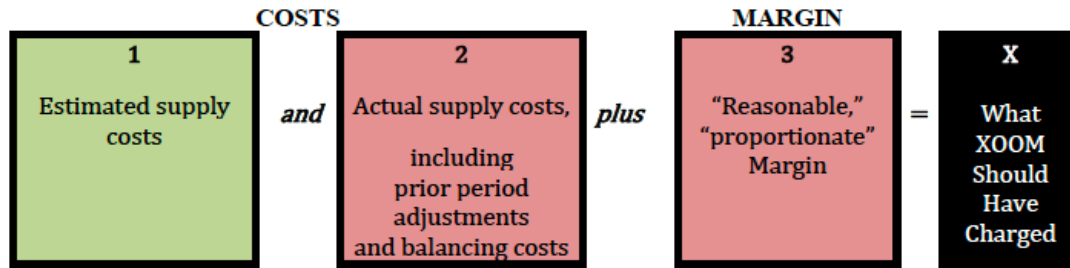 COSTS
MARGIN
1
Estimated supply
costs
and
2
Actual supply costs,
including
prior period
adjustments
and balancing costs
plus
3
“Reasonable,”
“proportionate”
Margin
=
X
What
XOOM
Should
Have
Charged